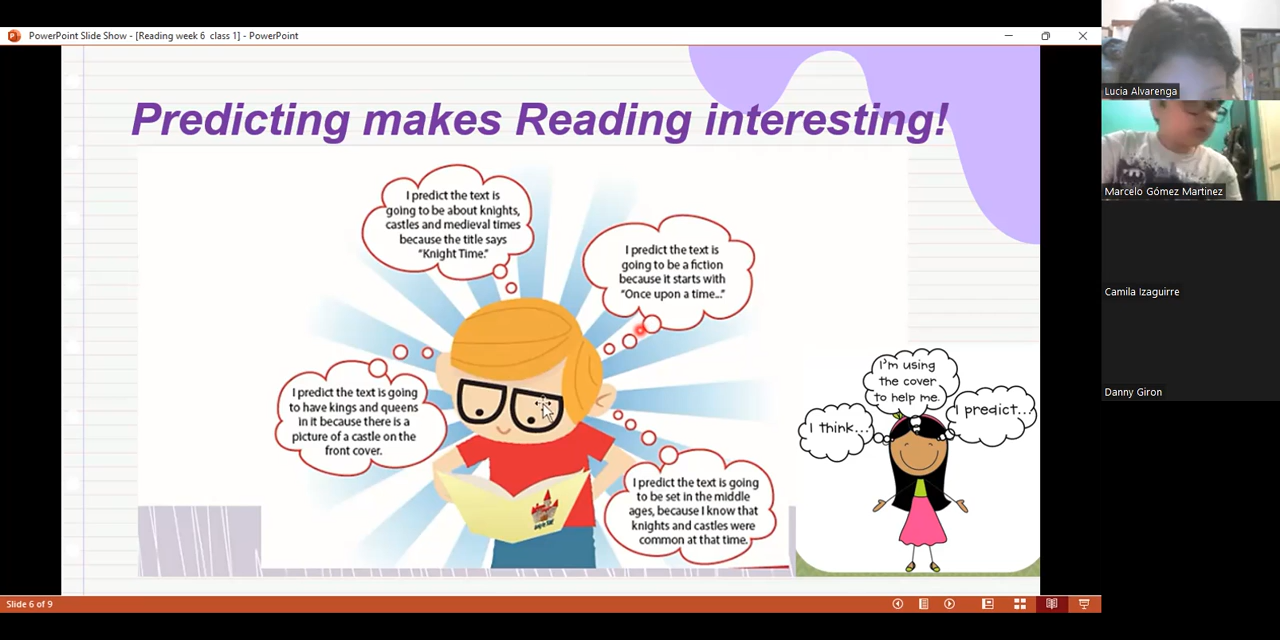 PowerPoint Slide Show - [Reading week 6 class 1] - PowerPoint
Predicting makes Reading interesting!
I predict the text is
going to be about knights,
castles and medieval times
because the title says
"Knight Time."
I predict the text is
going to be a fiction
because it starts with
"Once upon a time..."
I predict the text is going
to have kings and queens
in it because there is a
picture of a castle on the
front cover.
I predict the text is going
to be set in the middle
ages, because I know that
knights and castles were
common at that time.
I'm using
the cover
to help me.
I think...
I predict...
Slide 6 of 9
Lucia Alvarenga
Marcelo Gómez Martinez
Camila Izaguirre
Danny Giron